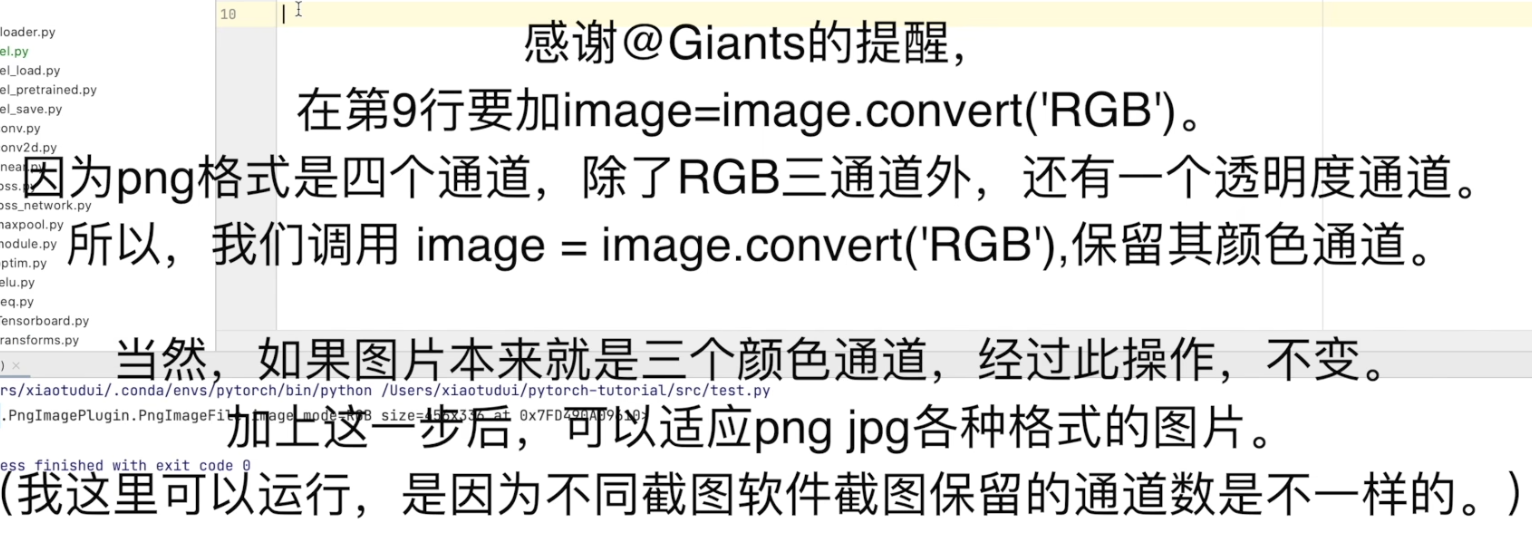 10
感谢@Giants的提醒，
loader.py
el.py
el_load.py
el_pretrained.py
在第9行要加image=image.convert('RGB')。
el_save.py
onv.py
onv2d.py
near.py
因为png格式是四个通道，除了RGB三通道外，还有一个透明度通道。
oss.py
oss_network.py
maxpool.py
module.py
所以，我们调用 image = image.convert('RGB'),保留其颜色通道。
ptim.py
elu.py
eq.py
Tensorboard.py
ransforms.py
当然，如果图片本来就是三个颜色通道，经过此操作，不变。
rs/xiaotudui/.conda/envs/pytorch/bin/python /Users/xiaotudui/pytorch-tutorial/src/test.py
.PngImagePlugin.PngImageFil image mode=RGB size=456x336 at
加上这一步后，可以适应png jpg各种格式的图片。
ess finished with exit code 0
(我这里可以运行，是因为不同截图软件截图保留的通道数是不一样的。)